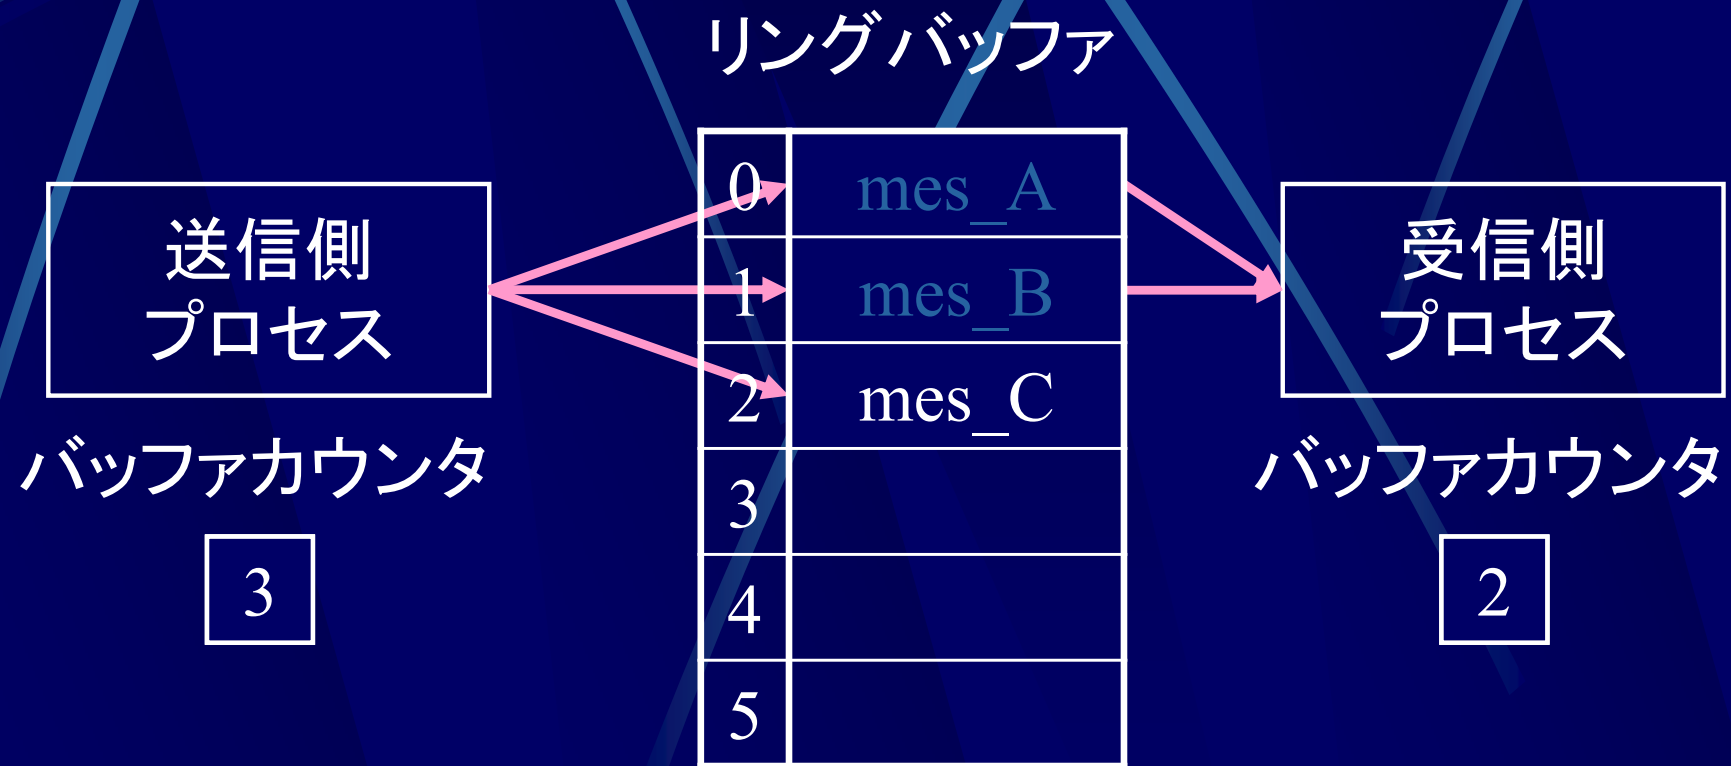 リングバッファ
送信側
プロセス
バッファカウンタ
3
0 mes_A
1 mes_B
2 mes_C
3
4
5
受信側
プロセス
バッファカウンタ
2